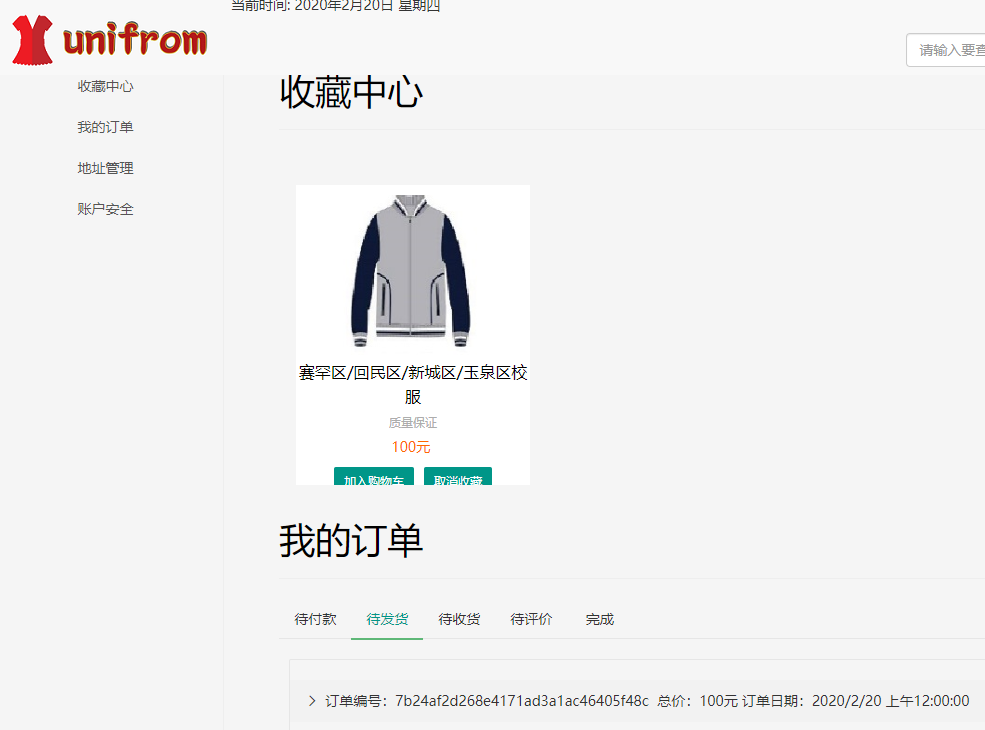 当前时间: 2020年2月20日 星期四
unifrom
请输入要查
收藏中心
我的订单
地址管理
账户安全
收藏中心
赛罕区/回民区/新城区/玉泉区校
服
质量保证
100元
加入购物车 取消收藏
我的订单
待付款 待发货 待收货 待评价 完成
订单编号：7b24af2d268e4171ad3a1ac46405f48c 总价：100元 订单日期：2020/2/20 上午12:00:00